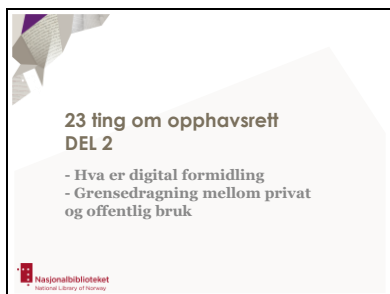 23 ting om opphavsrett
DEL 2
- Hva er digital formidling
- Grensedragning mellom privat
og offentlig bruk
Nasjonalbiblioteket
National Library of Norway